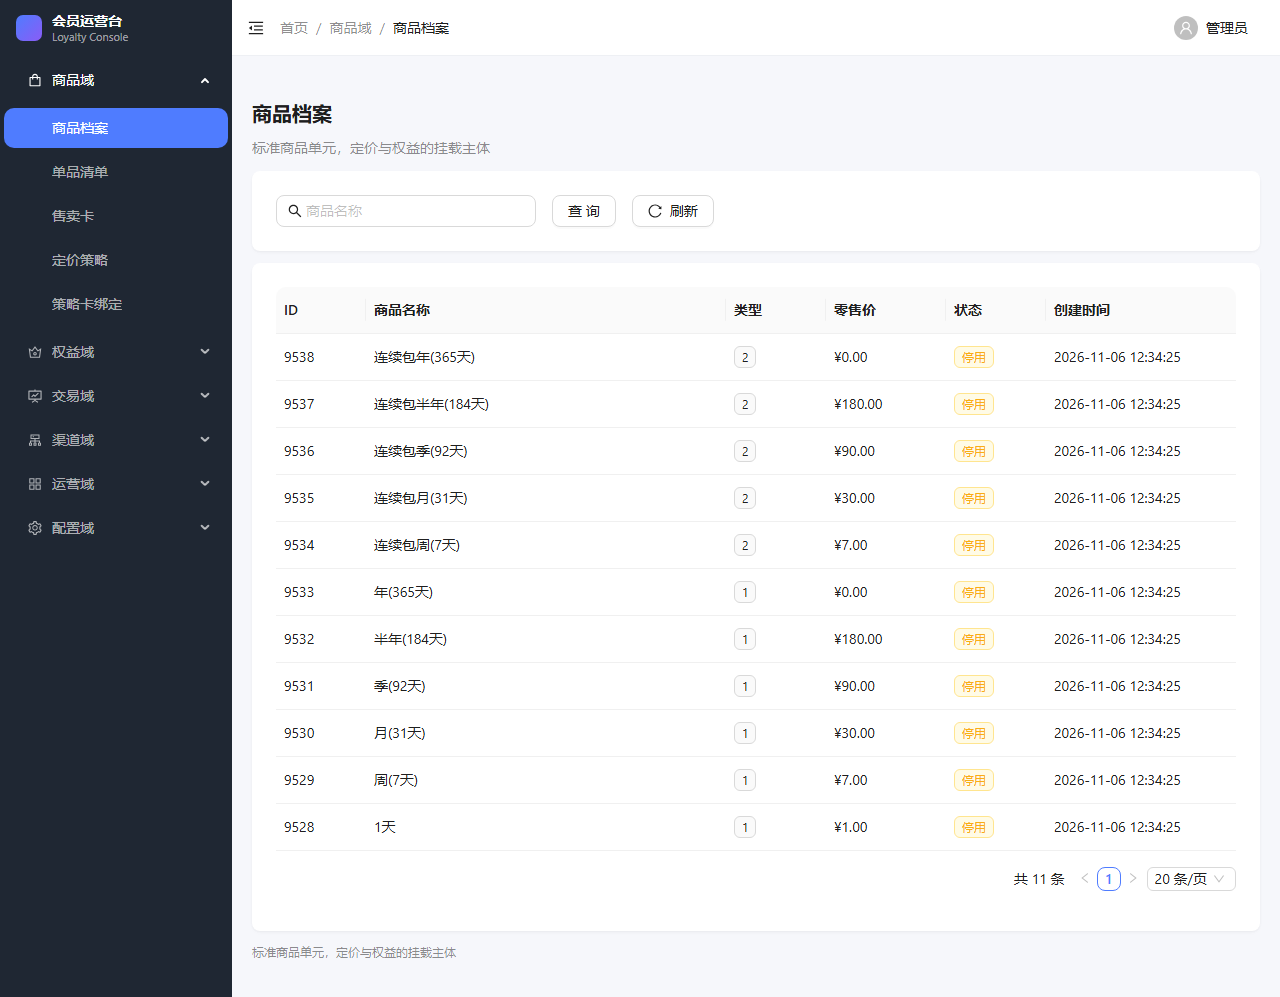 会员运营台
Loyalty Console
商品域
商品档案
单品清单
售卖卡
定价策略
策略卡绑定
权益域
交易域
渠道域
运营域
配置域
首页 / 商品域 / 商品档案
管理员
商品档案
标准商品单元，定价与权益的挂载主体
商品名称 查 询 刷新
ID 商品名称 类型 零售价 状态 创建时间
9538 连续包年(365天) 2 ¥0.00 停用 2026-11-06 12:34:25
9537 连续包半年(184天) 2 ¥180.00 停用 2026-11-06 12:34:25
9536 连续包季(92天) 2 ¥90.00 停用 2026-11-06 12:34:25
9535 连续包月(31天) 2 ¥30.00 停用 2026-11-06 12:34:25
9534 连续包周(7天) 2 ¥7.00 停用 2026-11-06 12:34:25
9533 年(365天) 1 ¥0.00 停用 2026-11-06 12:34:25
9532 半年(184天) 1 ¥180.00 停用 2026-11-06 12:34:25
9531 季(92天) 1 ¥90.00 停用 2026-11-06 12:34:25
9530 月(31天) 1 ¥30.00 停用 2026-11-06 12:34:25
9529 周(7天) 1 ¥7.00 停用 2026-11-06 12:34:25
9528 1天 1 ¥1.00 停用 2026-11-06 12:34:25
共 11 条 < 1 > 20 条/页
标准商品单元，定价与权益的挂载主体